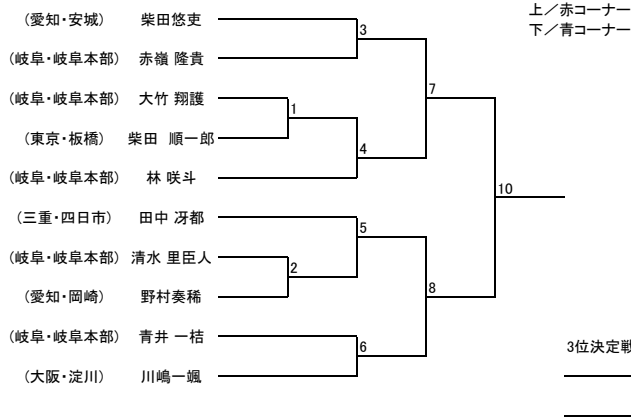 上／赤コーナー
下／青コーナー
(愛知・安城) 柴田悠吏
3
(岐阜・岐阜本部) 赤嶺 隆貴
7
(岐阜・岐阜本部) 大竹 翔護
1
(東京・板橋) 柴田 順一郎
4
(岐阜・岐阜本部) 林 咲斗
10
(三重・四日市) 田中 冴都
5
(岐阜・岐阜本部) 清水 里臣人
2
(愛知・岡崎) 野村奏稀
8
(岐阜・岐阜本部) 青井 一桔
6
3位決定戦
(大阪・淀川) 川嶋一颯